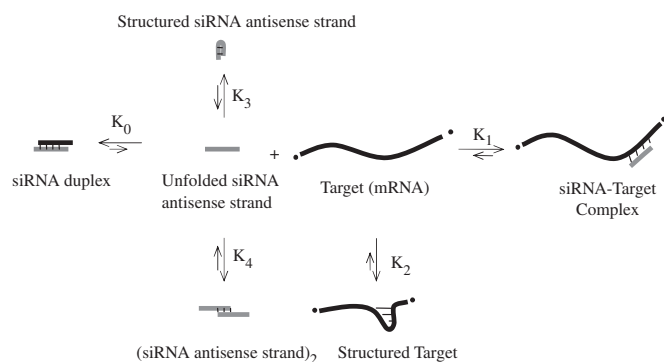 Structured siRNA antisense strand
K3
K0
K1
+
siRNA duplex
Unfolded siRNA
antisense strand
Target (mRNA)
siRNA-Target
Complex
K4
K2
(siRNA antisense strand)2
Structured Target